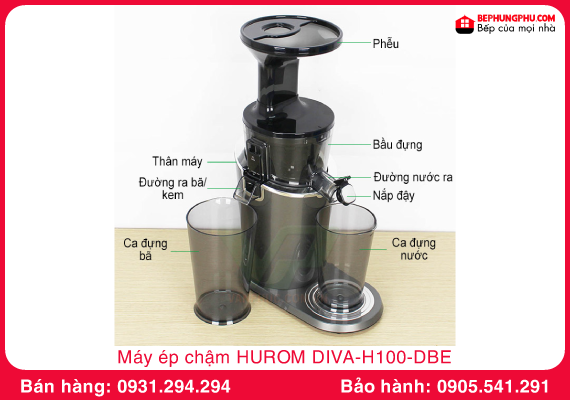 BEPHUNGPHU.COM
Bếp của mọi nhà
Phễu
Bầu đựng
Thân máy
Đường nước ra
Đường ra bã/
kem
Nắp đậy
Ca đựng
bã
Ca đựng
nước
Máy ép chậm HUROM DIVA-H100-DBE
Bán hàng: 0931.294.294
Bảo hành: 0905.541.291